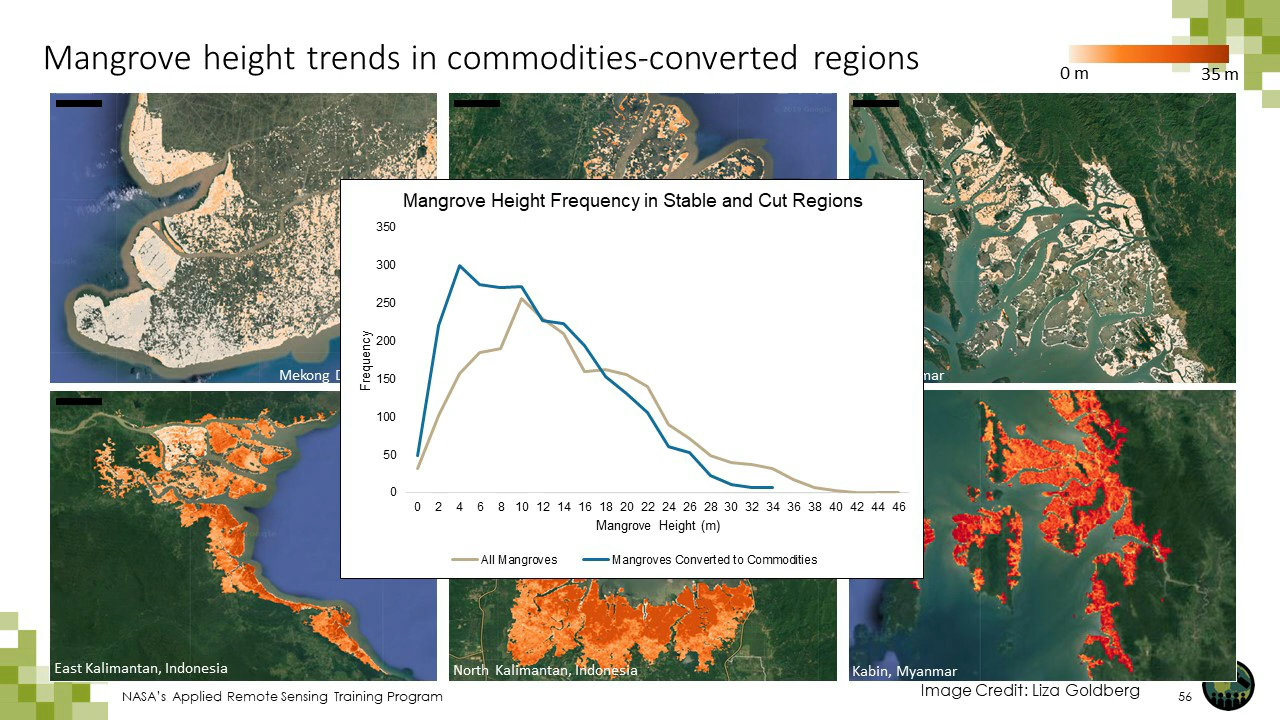 Mangrove height trends in commodities-converted regions
0 m
35 m
Mangrove Height Frequency in Stable and Cut Regions
350
300
250
200
150
100
50
0
Frequency
0 2 4 6 8 10 12 14 16 18 20 22 24 26 28 30 32 34 36 38 40 42 44 46
Mangrove Height (m)
All Mangroves
Mangroves Converted to Commodities
Mekong
East Kalimantan, Indonesia
North Kalimantan, Indonesia
Kabin, Myanmar
NASA's Applied Remote Sensing Training Program
Image Credit: Liza Goldberg
56